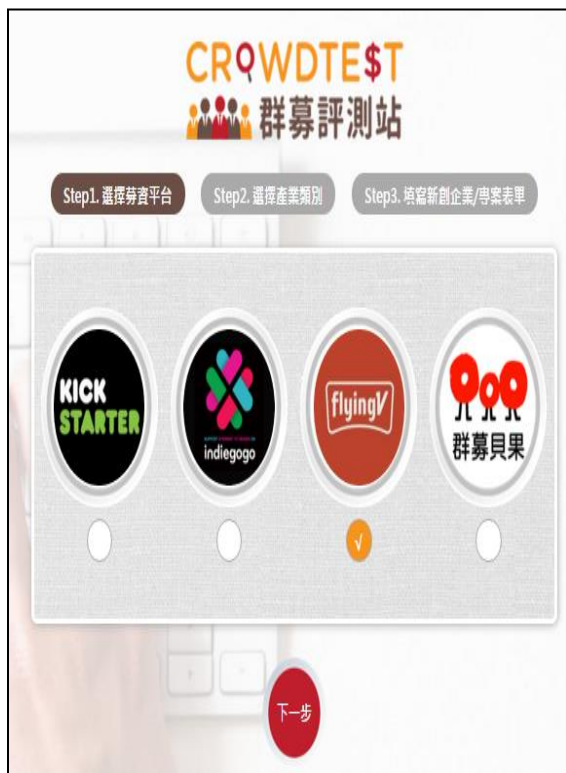 CROWDTE$T
群募評測站
Step1. 選擇募資平台
Step2. 選擇產業類別
Step3. 填寫新創企業/專案表單
KICK
STARTER
indiegogo
flyingV
群募貝果
√
下一步